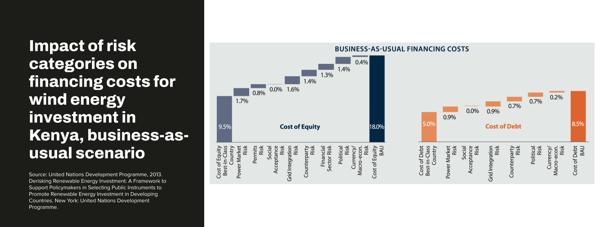 Impact of risk
categories on
financing costs for
wind energy
investment in
Kenya, business-as-
usual scenario
Source: United Nations Development Programme, 2013.
Derisking Renewable Energy Investment: A Framework to
Support Policymakers in Selecting Public Instruments to
Promote Renewable Energy Investment in Developing
Countries. New York: United Nations Development
Programme.
BUSINESS-AS-USUAL FINANCING COSTS
9.5%
1.7%
0.8%
0.0%
1.6%
1.4%
1.3%
1.4%
0.4%
18.0%
Cost of Equity
Cost of Equity
Best-in-Class
Country
Power Market
Risk
Permits
Risk
Social
Acceptance
Risk
Grid Integration
Risk
Counterparty
Risk
Financial
Sector Risk
Political
Risk
Currency/
Macro-econ.
Risk
Cost of Equity
BAU
5.0%
0.9%
0.0%
0.9%
0.7%
0.7%
0.2%
8.5%
Cost of Debt
Cost of Debt
Best-in-Class
Country
Power Market
Risk
Social
Acceptance
Risk
Grid Integration
Risk
Counterparty
Risk
Political
Risk
Currency/
Macro-econ.
Risk
Cost of Debt
BAU